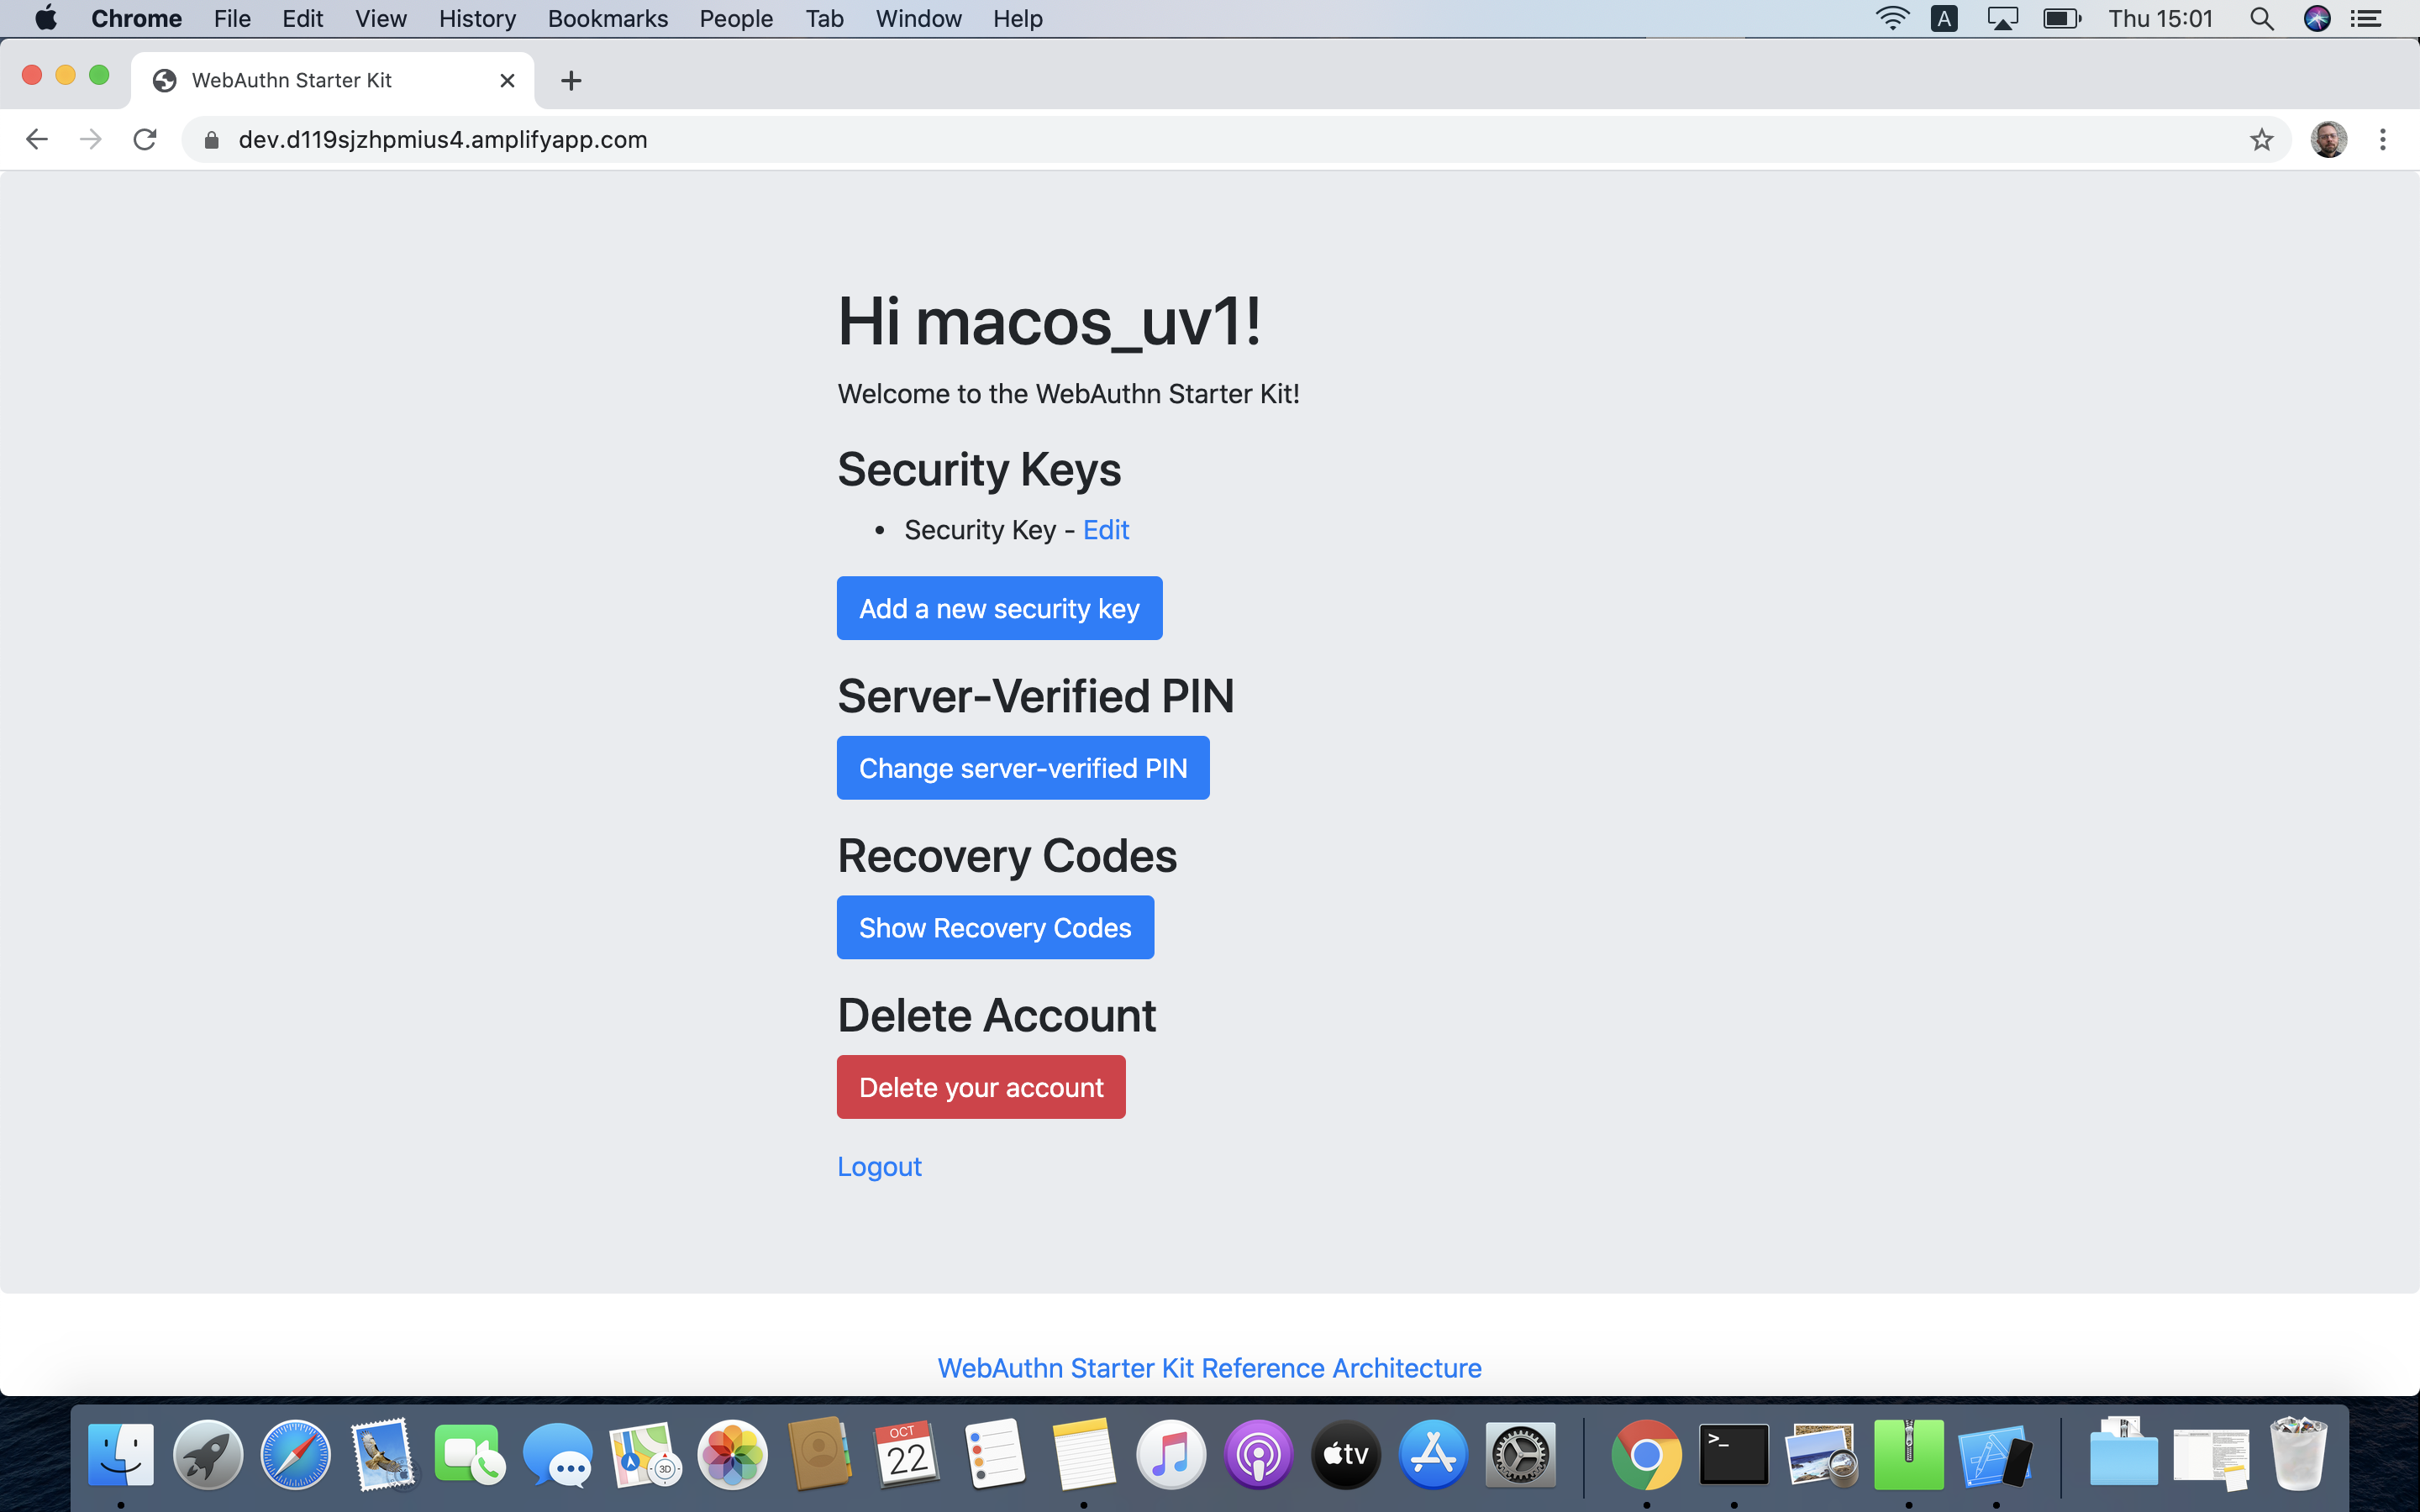 Chrome File Edit View History Bookmarks People Tab Window Help A Thu 15:01
WebAuthn Starter Kit
dev.d119sjzhpmius4.amplifyapp.com
Hi macos_uv1!
Welcome to the WebAuthn Starter Kit!
Security Keys
• Security Key - Edit
Add a new security key
Server-Verified PIN
Change server-verified PIN
Recovery Codes
Show Recovery Codes
Delete Account
Delete your account
Logout
WebAuthn Starter Kit Reference Architecture
3D
OCT
22
tv
>_